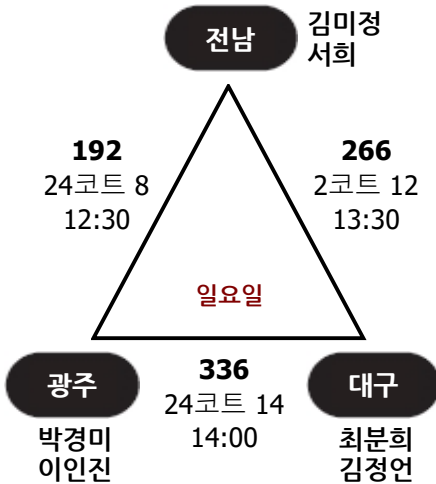 전남
김미정
서희
192
24코트 8
12:30
266
2코트 12
13:30
일요일
광주
박경미
이인진
336
24코트 14
14:00
대구
최분희
김정언